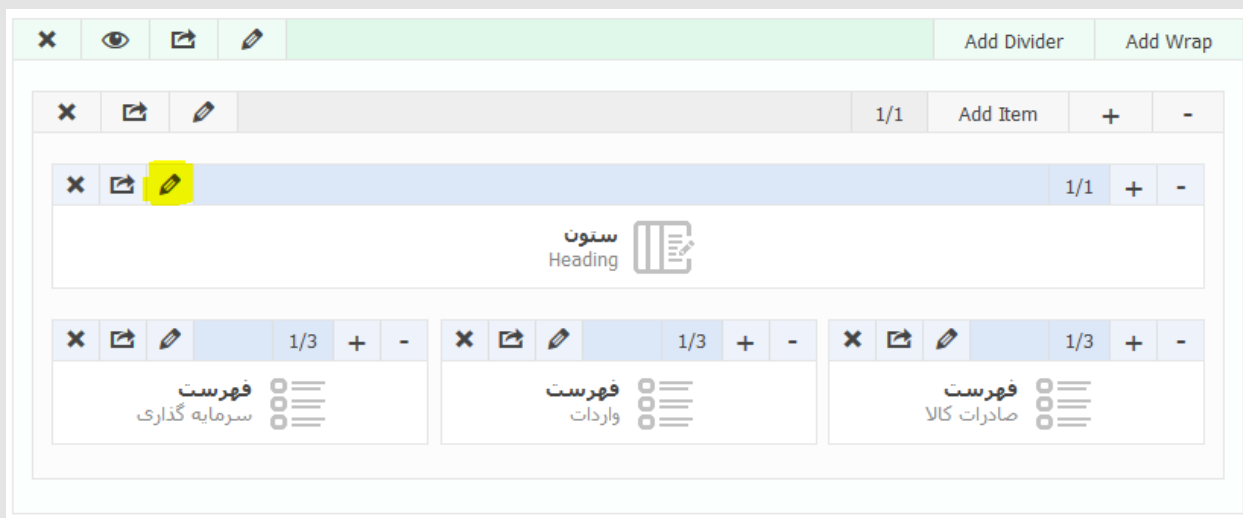 Add Divider Add Wrap
1/1 Add Item + -
1/1 + -
ستون
Heading
1/3 + - 1/3 + - 1/3 + -
فهرست
سرمایه گذاری
فهرست
واردات
فهرست
صادرات کالا